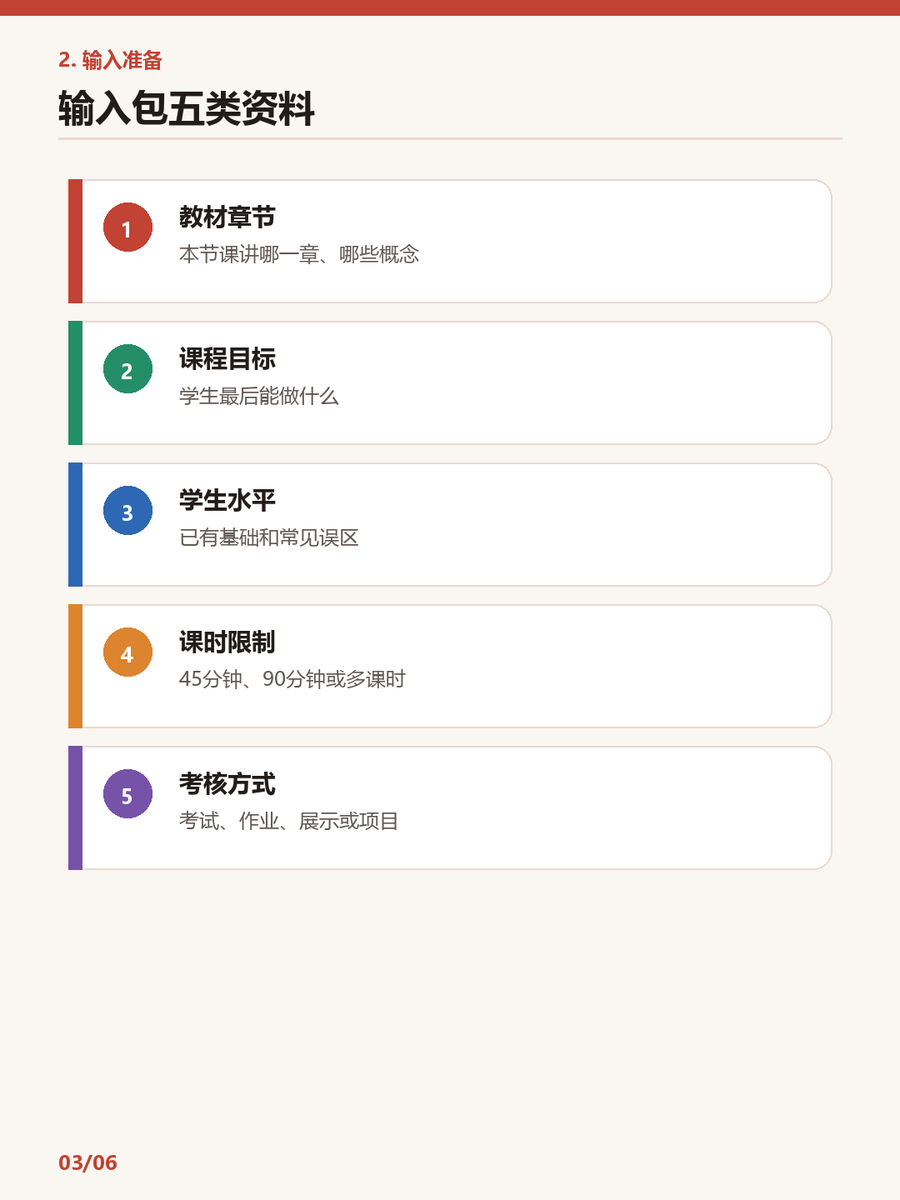 2. 输入准备
输入包五类资料
1
教材章节
本节课讲哪一章、哪些概念
2
课程目标
学生最后能做什么
3
学生水平
已有基础和常见误区
4
课时限制
45分钟、90分钟或多课时
5
考核方式
考试、作业、展示或项目
03/06